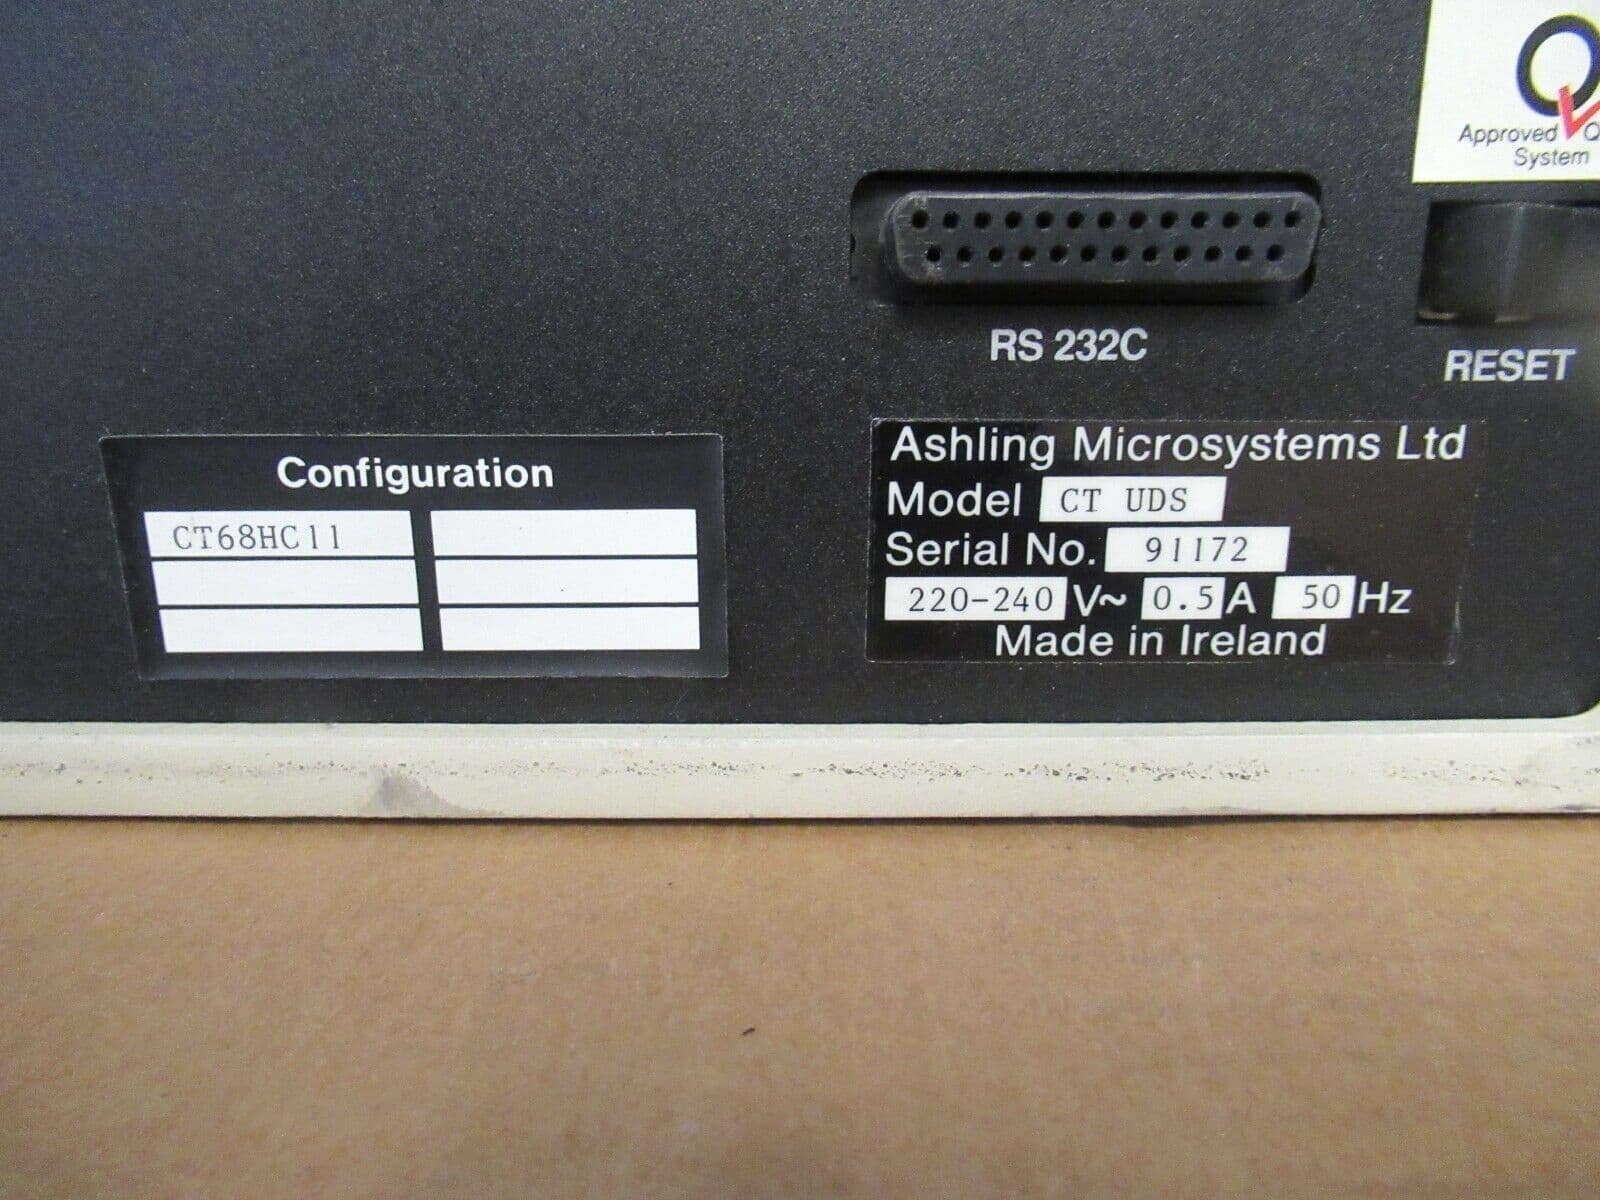 Approved Q
System
RS 232C
RESET
Configuration
CT68HC11
Ashling Microsystems Ltd
Model CT UDS
Serial No. 91172
220-240 V~ 0.5 A 50 Hz
Made in Ireland